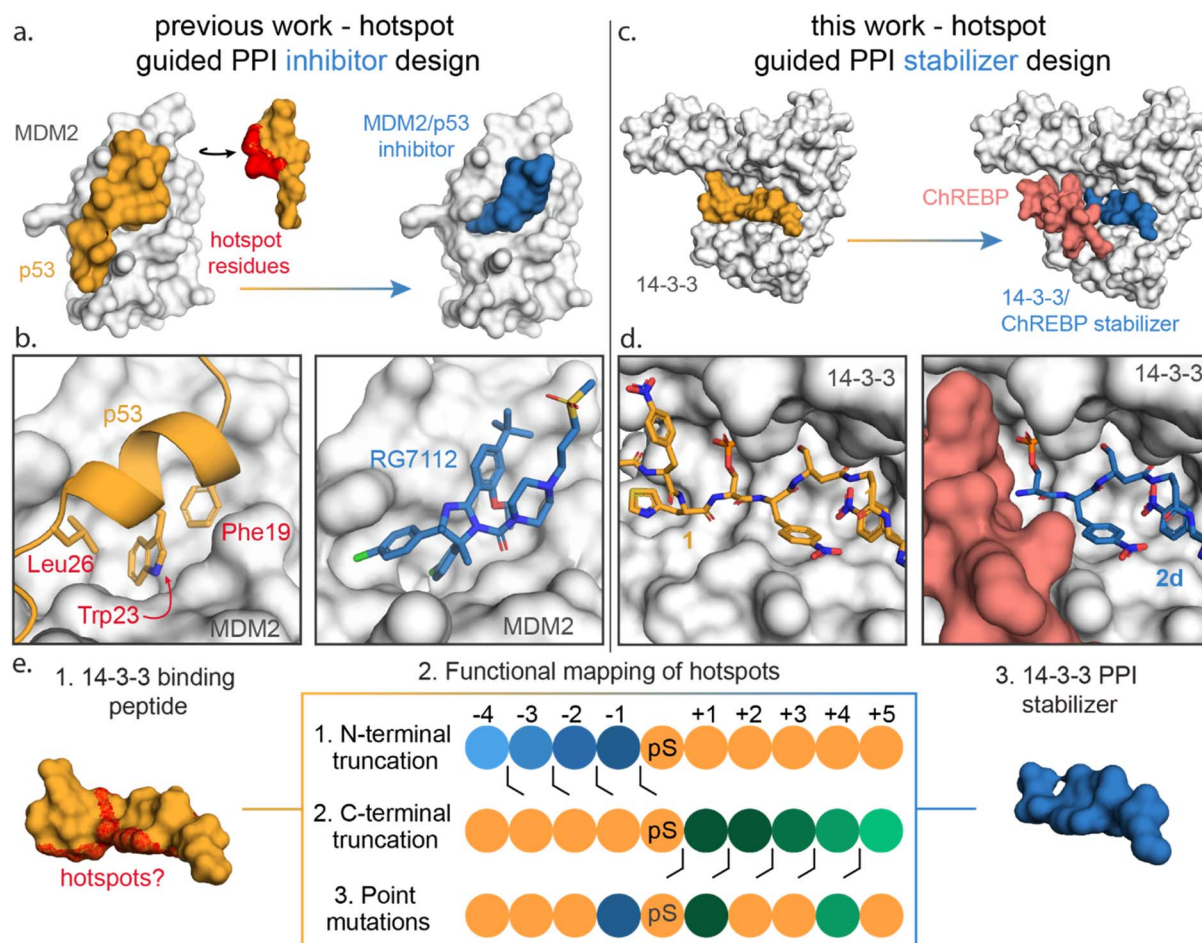 a.
previous work - hotspot
guided PPI inhibitor design
MDM2
p53
hotspot
residues
MDM2/p53
inhibitor
c.
this work - hotspot
guided PPI stabilizer design
14-3-3
ChREBP
14-3-3/
ChREBP stabilizer
b.
p53
Leu26
Trp23
Phe19
MDM2
RG7112
MDM2
d.
14-3-3
1
14-3-3
2d
e.
1. 14-3-3 binding
peptide
hotspots?
2. Functional mapping of hotspots
-4 -3 -2 -1 +1 +2 +3 +4 +5
1. N-terminal
truncation
pS
2. C-terminal
truncation
pS
3. Point
mutations
pS
3. 14-3-3 PPI
stabilizer